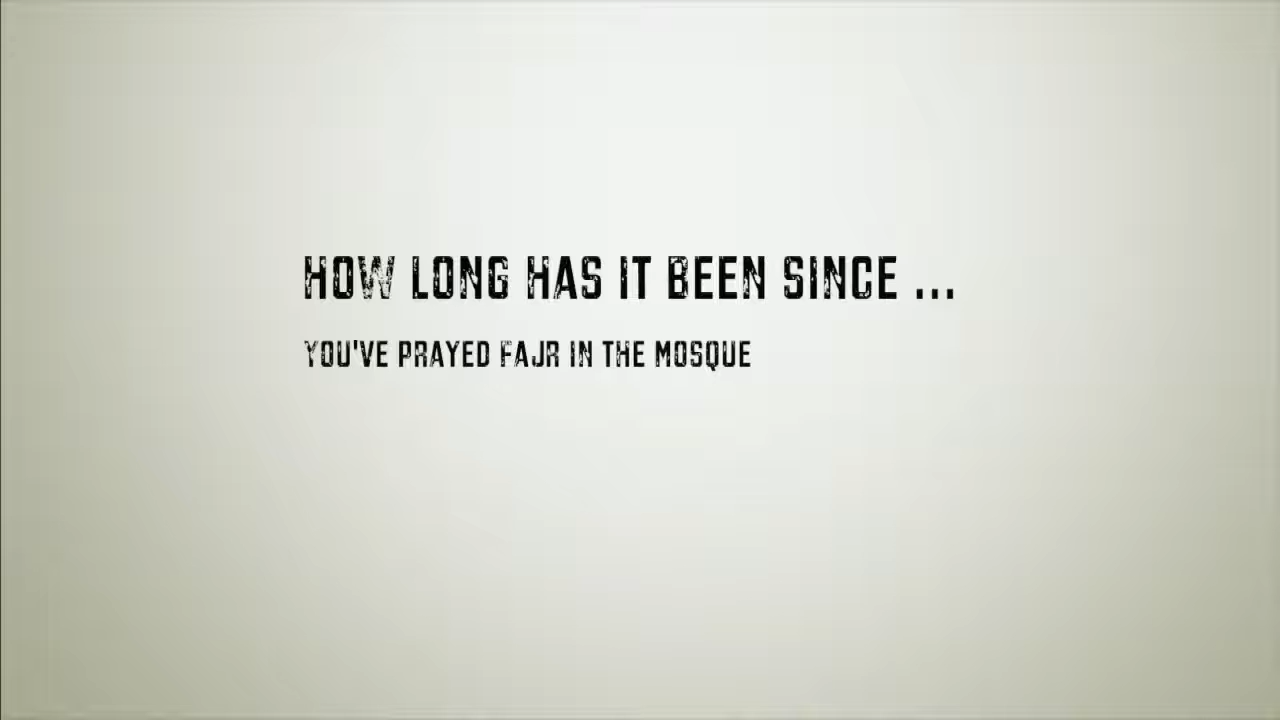 HOW LONG HAS IT BEEN SINCE ...
YOU'VE PRAYED FAJR IN THE MOSQUE